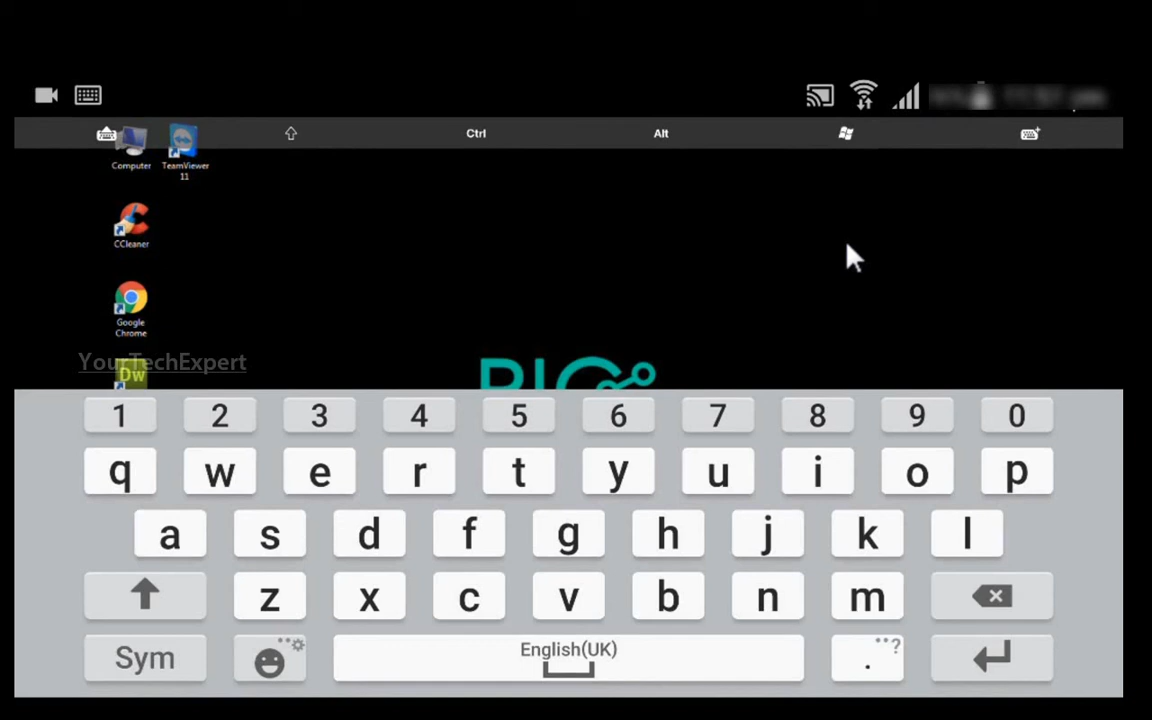 Ctrl Alt
Computer TeamViewer
11
CCleaner
Google
Chrome
YourTechExpert
Dw
1 2 3 4 5 6 7 8 9 0
q w e r t y u i o p
a s d f g h j k l
z x c v b n m
Sym English(UK) . ?